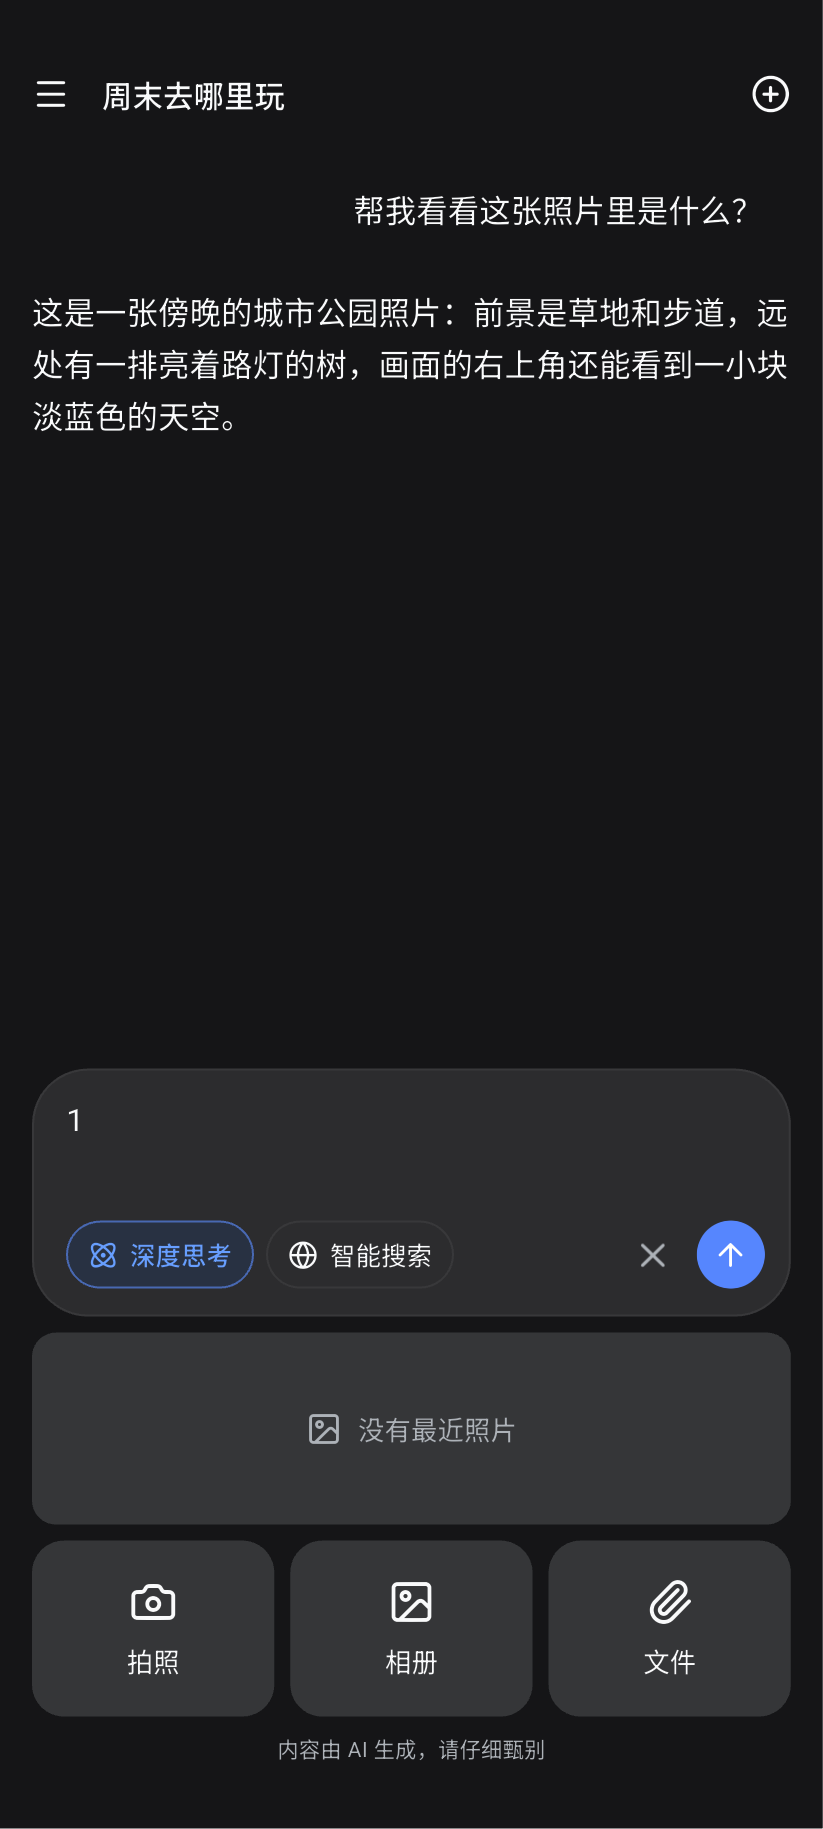 周末去哪里玩
帮我看看这张照片里是什么？
这是一张傍晚的城市公园照片：前景是草地和步道，远
处有一排亮着路灯的树，画面的右上角还能看到一小块
淡蓝色的天空。
1
深度思考 智能搜索
没有最近照片
拍照 相册 文件
内容由 AI 生成，请仔细甄别